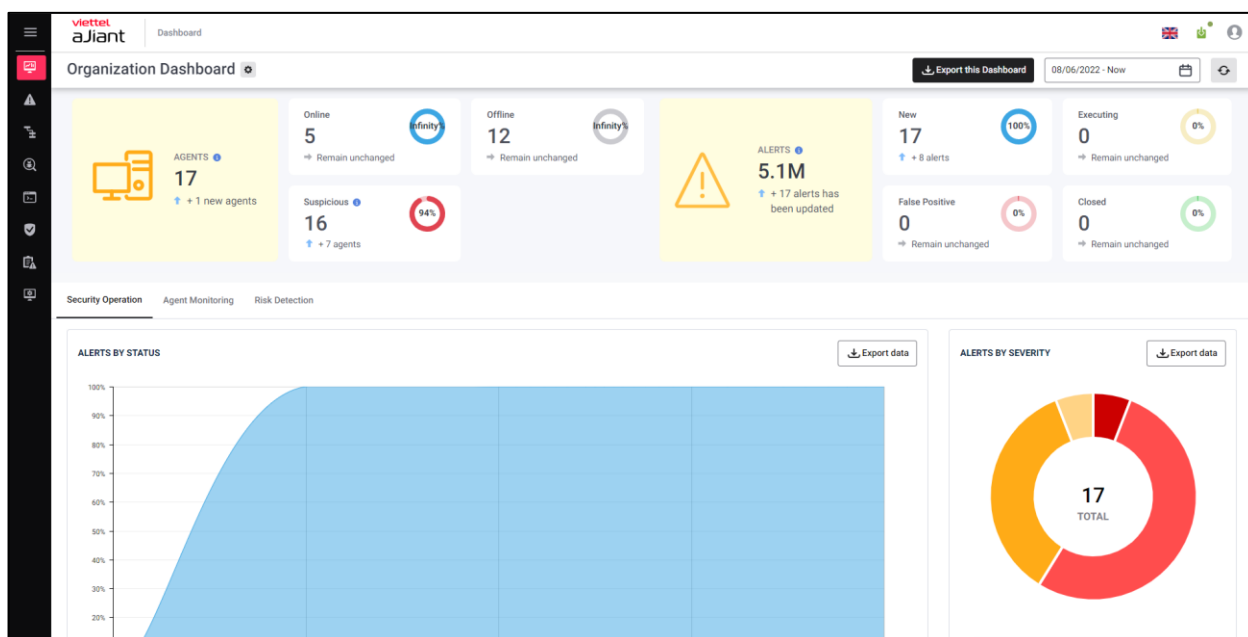 viettel
aJiant
Dashboard
Organization Dashboard
Export this Dashboard
08/06/2022 - Now
AGENTS
17
+ 1 new agents
Online
5
Infinity%
Remain unchanged
Offline
12
Infinity%
Remain unchanged
Suspicious
16
94%
+ 7 agents
ALERTS
5.1M
+ 17 alerts has
been updated
New
17
100%
+ 8 alerts
Executing
0
0%
Remain unchanged
False Positive
0
0%
Remain unchanged
Closed
0
0%
Remain unchanged
Security Operation
Agent Monitoring
Risk Detection
ALERTS BY STATUS
Export data
100%
90%
80%
70%
60%
50%
40%
30%
20%
ALERTS BY SEVERITY
Export data
17
TOTAL